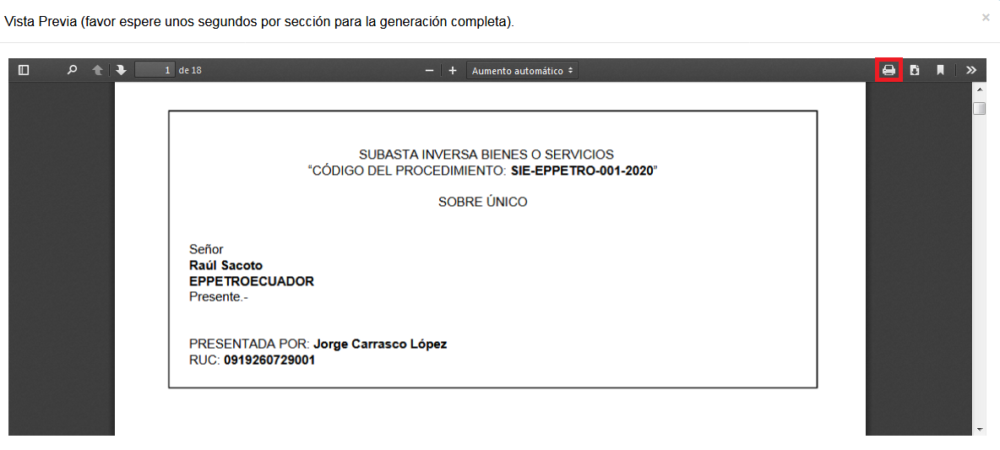 Vista Previa (favor espere unos segundos por sección para la generación completa).
×
1 de 18
Aumento automático
SUBASTA INVERSA BIENES O SERVICIOS
“CÓDIGO DEL PROCEDIMIENTO: SIE-EPPETRO-001-2020”
SOBRE ÚNICO
Señor
Raúl Sacoto
EPPETROECUADOR
Presente.-
PRESENTADA POR: Jorge Carrasco López
RUC: 0919260729001